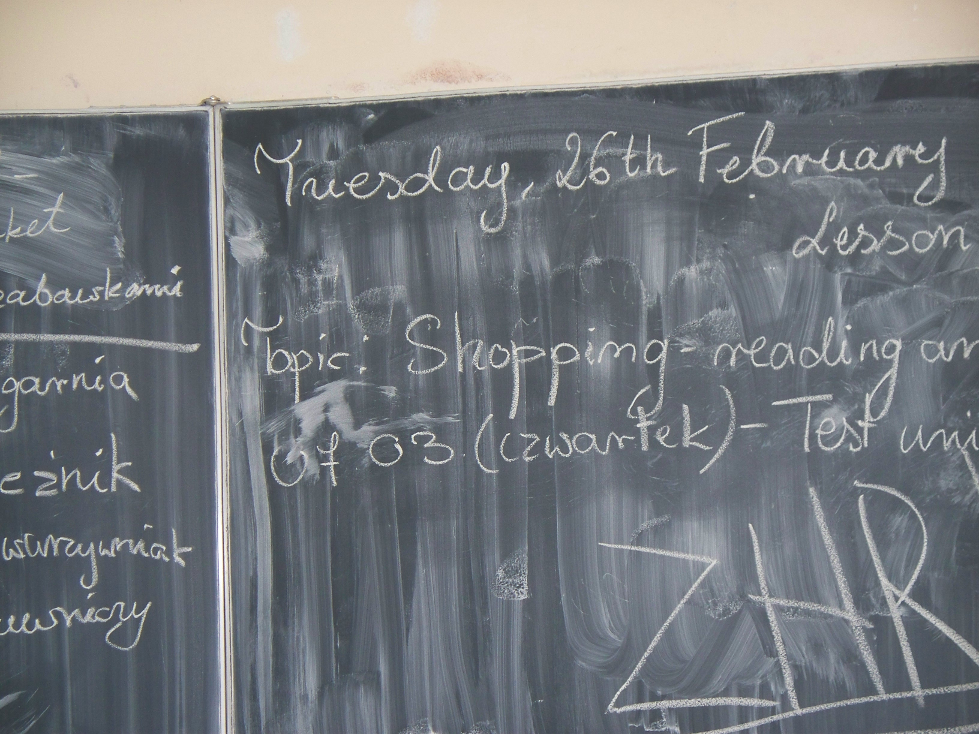 ket
zabawkami
garnia
eźnik
warzywniak
ewniczy
Tuesday, 26th February
Lesson
Topic: Shopping - reading an
07 03 (czwartek) - Test uni
ZHR